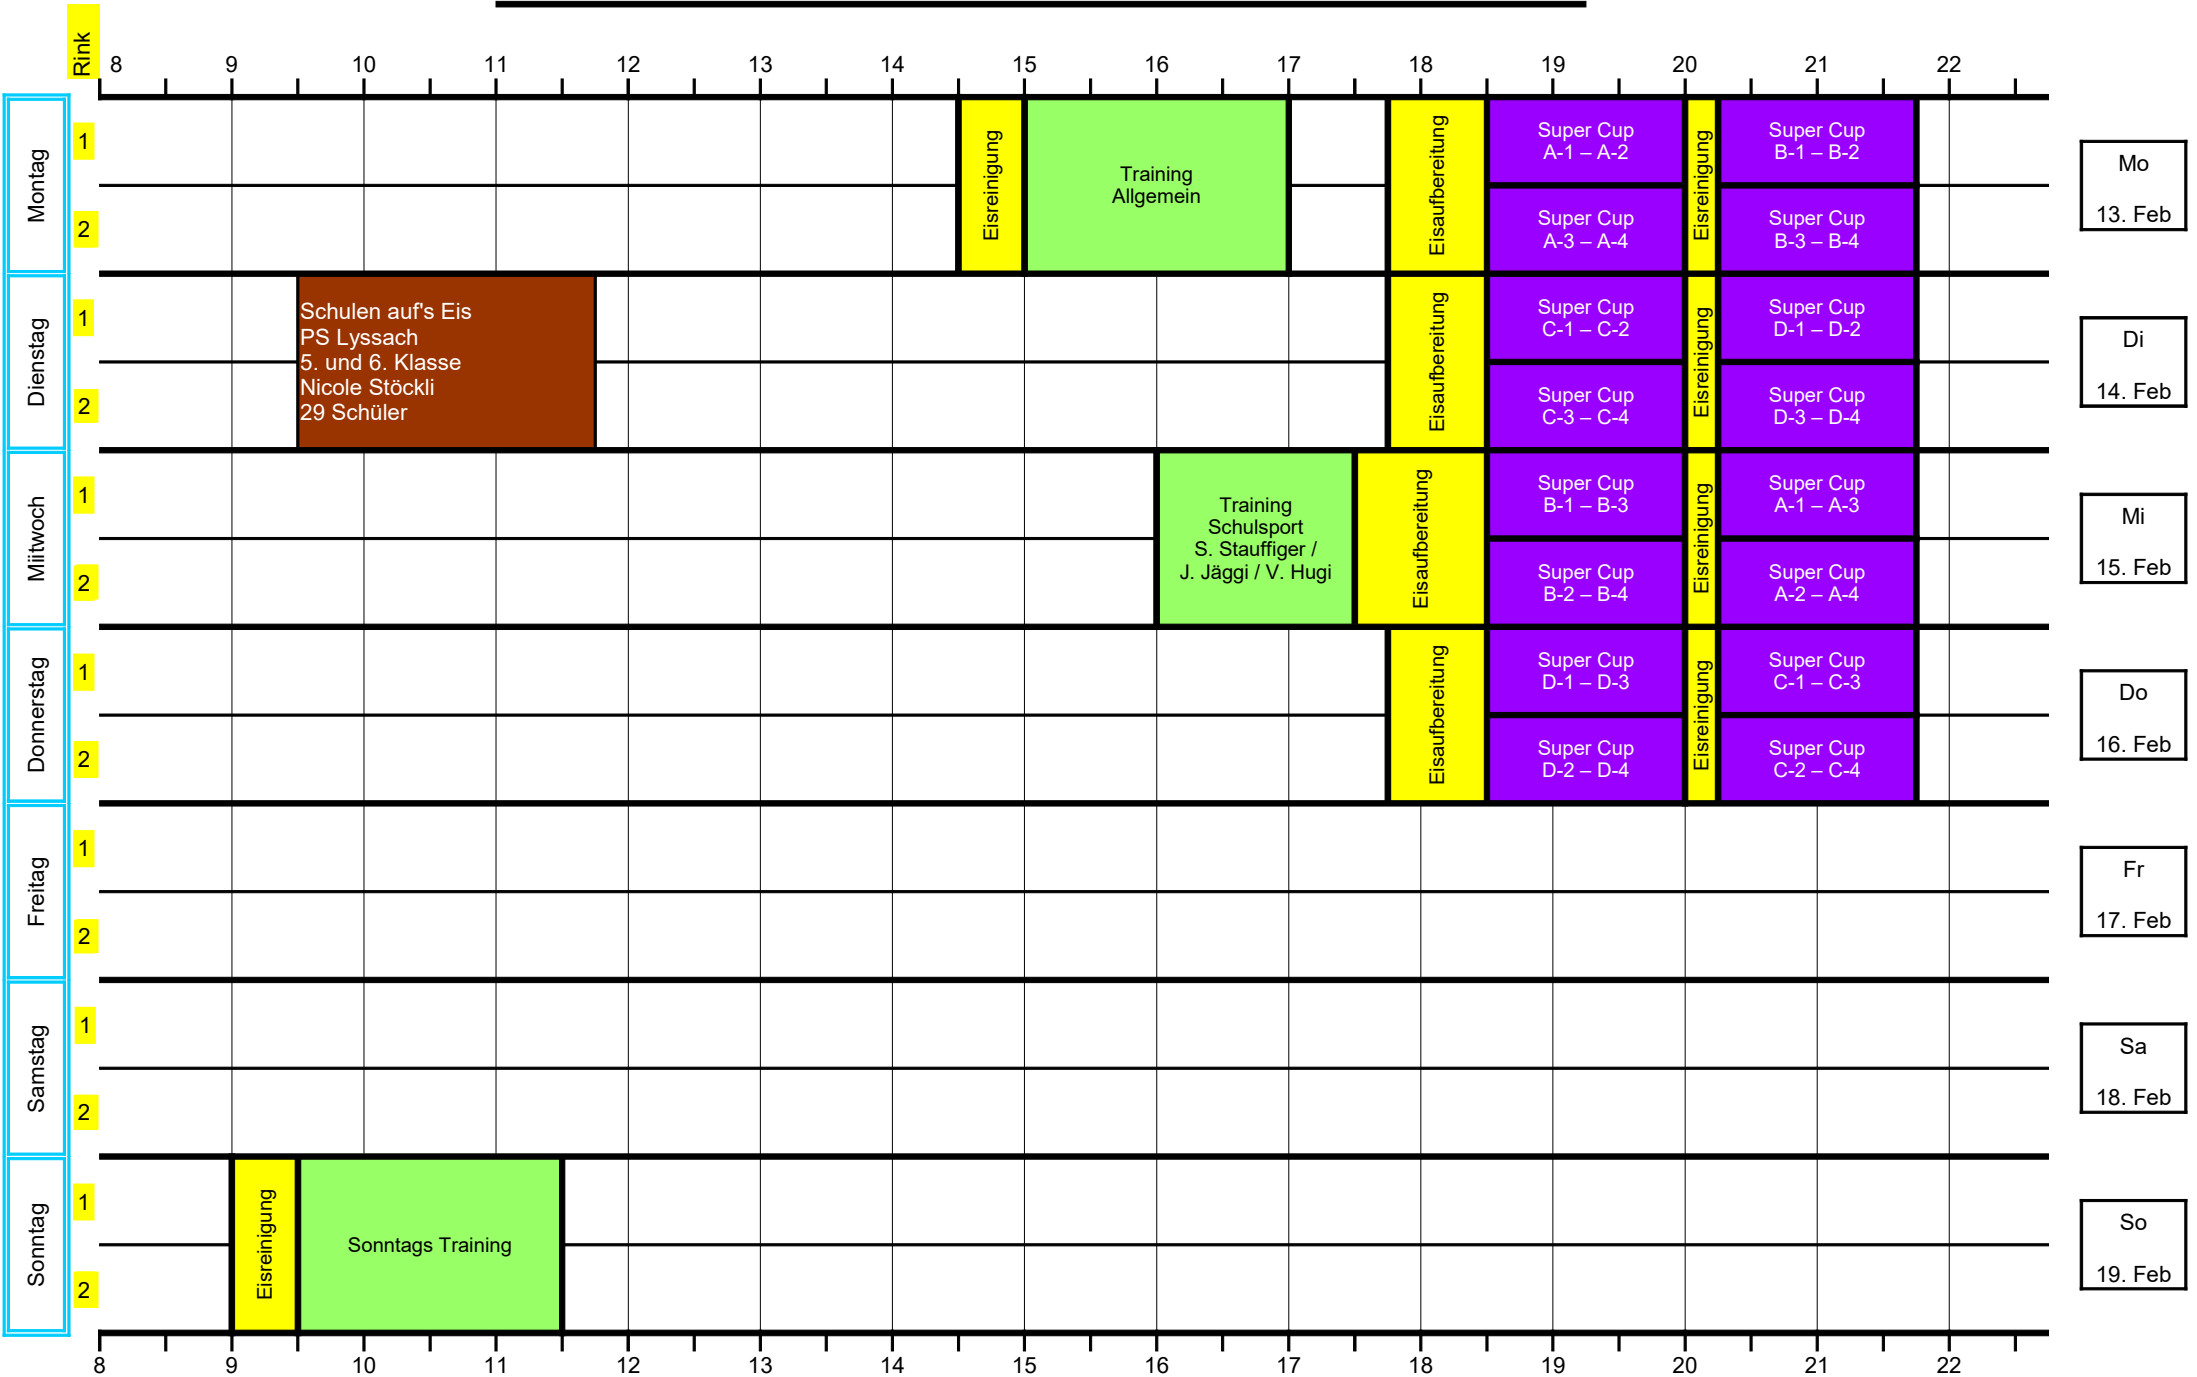 Rink
8 9 10 11 12 13 14 15 16 17 18 19 20 21 22
Montag
1
2
Eisreinigung
Training
Allgemein
Eisaufbereitung
Super Cup
A-1 – A-2
Super Cup
A-3 – A-4
Eisreinigung
Super Cup
B-1 – B-2
Super Cup
B-3 – B-4
Mo
13. Feb
Dienstag
1
2
Schulen auf's Eis
PS Lyssach
5. und 6. Klasse
Nicole Stöckli
29 Schüler
Eisaufbereitung
Super Cup
C-1 – C-2
Super Cup
C-3 – C-4
Eisreinigung
Super Cup
D-1 – D-2
Super Cup
D-3 – D-4
Di
14. Feb
Miitwoch
1
2
Training
Schulsport
S. Stauffiger /
J. Jäggi / V. Hugi
Eisaufbereitung
Super Cup
B-1 – B-3
Super Cup
B-2 – B-4
Eisreinigung
Super Cup
A-1 – A-3
Super Cup
A-2 – A-4
Mi
15. Feb
Donnerstag
1
2
Eisaufbereitung
Super Cup
D-1 – D-3
Super Cup
D-2 – D-4
Eisreinigung
Super Cup
C-1 – C-3
Super Cup
C-2 – C-4
Do
16. Feb
Freitag
1
2
Fr
17. Feb
Samstag
1
2
Sa
18. Feb
Sonntag
1
2
Eisreinigung
Sonntags Training
So
19. Feb
8 9 10 11 12 13 14 15 16 17 18 19 20 21 22